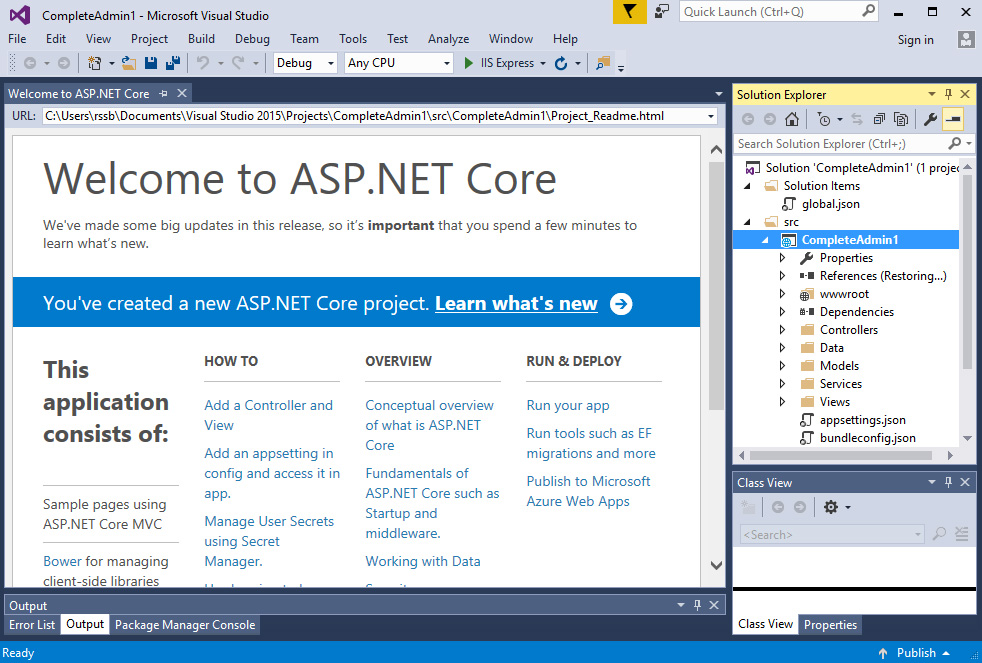 CompleteAdmin1 - Microsoft Visual Studio
Quick Launch (Ctrl+Q)
File Edit View Project Build Debug Team Tools Test Analyze Window Help
Sign in
Debug Any CPU IIS Express
Welcome to ASP.NET Core
URL: C:\Users\rssb\Documents\Visual Studio 2015\Projects\CompleteAdmin1\src\CompleteAdmin1\Project_Readme.html
Welcome to ASP.NET Core
We've made some big updates in this release, so it's important that you spend a few minutes to
learn what's new.
You've created a new ASP.NET Core project. Learn what's new
This
application
consists of:
Sample pages using
ASP.NET Core MVC
Bower for managing
client-side libraries
HOW TO
Add a Controller and
View
Add an appsetting in
config and access it in
app.
Manage User Secrets
using Secret
Manager.
OVERVIEW
Conceptual overview
of what is ASP.NET
Core
Fundamentals of
ASP.NET Core such as
Startup and
middleware.
Working with Data
RUN & DEPLOY
Run your app
Run tools such as EF
migrations and more
Publish to Microsoft
Azure Web Apps
Solution Explorer
Search Solution Explorer (Ctrl+;)
Solution 'CompleteAdmin1' (1 projec
Solution Items
global.json
src
CompleteAdmin1
Properties
References (Restoring...)
wwwroot
Dependencies
Controllers
Data
Models
Services
Views
appsettings.json
bundleconfig.json
Class View
<Search>
Class View Properties
Output
Error List Output Package Manager Console
Ready
Publish